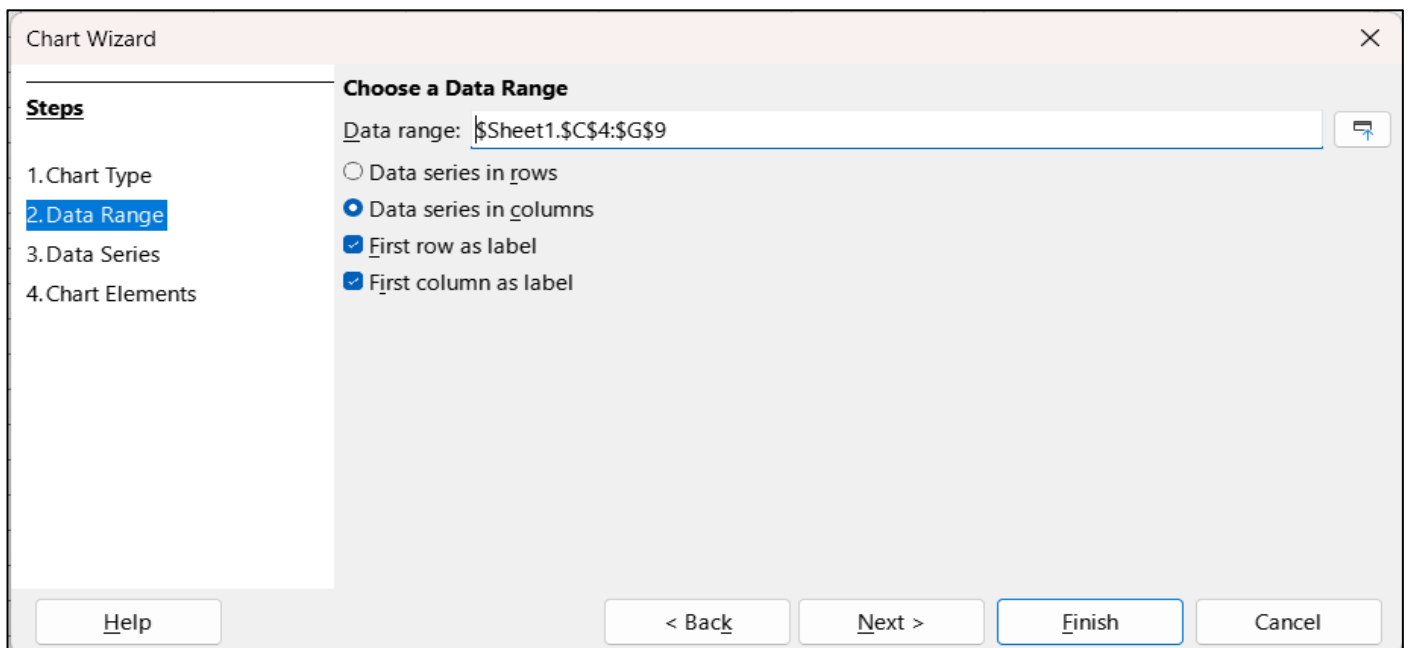 Chart Wizard
Steps
1.Chart Type
2.Data Range
3.Data Series
4.Chart Elements
Choose a Data Range
Data range: $Sheet1.$C$4:$G$9
Data series in rows
Data series in columns
First row as label
First column as label
Help
< Back
Next >
Finish
Cancel